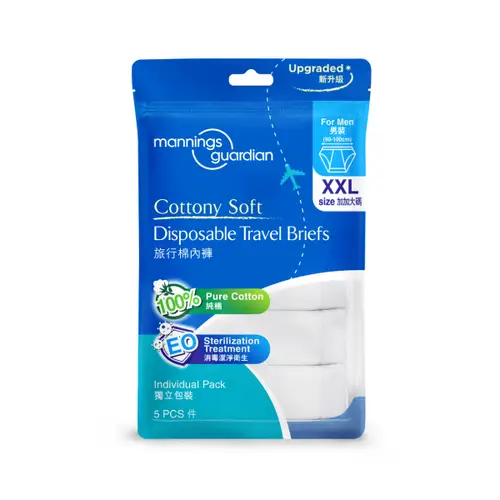 Upgraded*
新升級
mannings
guardian
For Men
男裝
(90-100cm)
XXL
size 加加大碼
Cottony Soft
Disposable Travel Briefs
旅行棉內褲
100%
Pure Cotton
純棉
EO
Sterilization
Treatment
消毒潔淨衛生
Individual Pack
獨立包裝
5 PCS 件